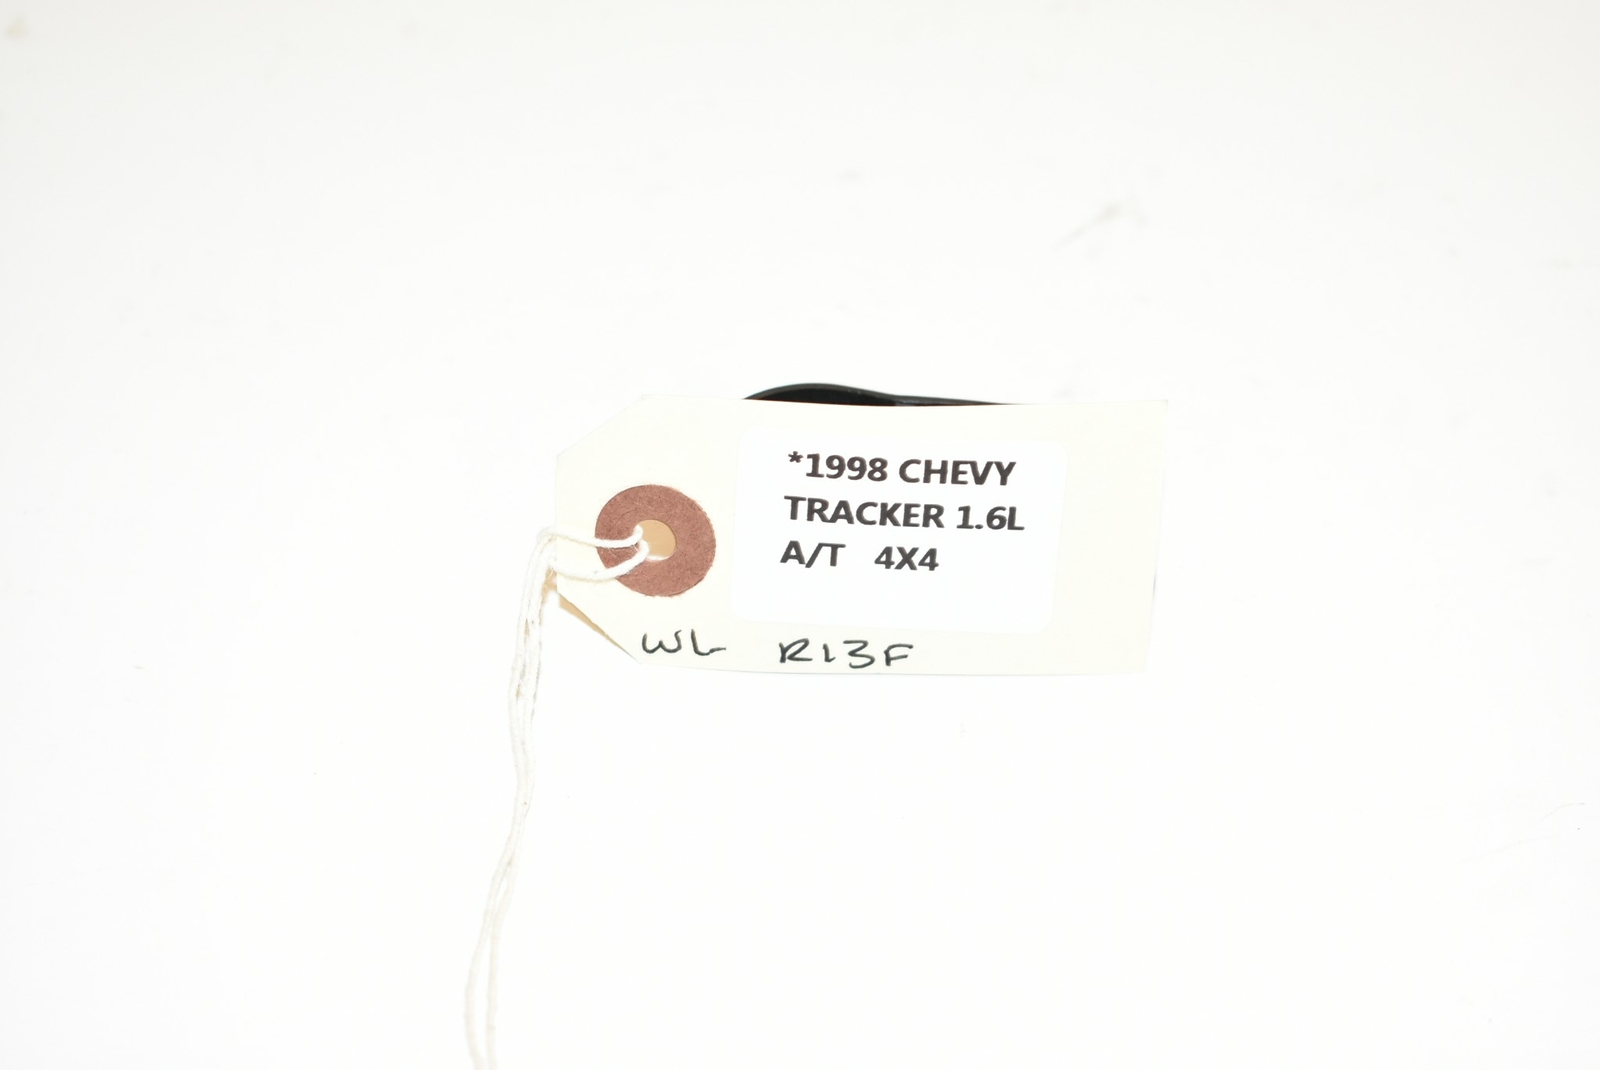 *1998 CHEVY
TRACKER 1.6L
A/T 4X4
WL R13F